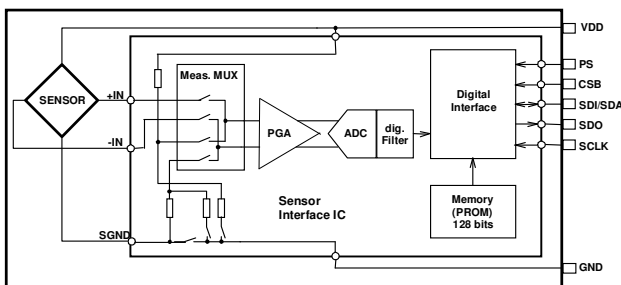 VDD
PS
Meas. MUX
CSB
Digital
Interface
SENSOR
+IN
SDI/SDA
PGA
ADC
dig.
Filter
SDO
-IN
SCLK
Sensor
Interface IC
Memory
(PROM)
128 bits
SGND
GND